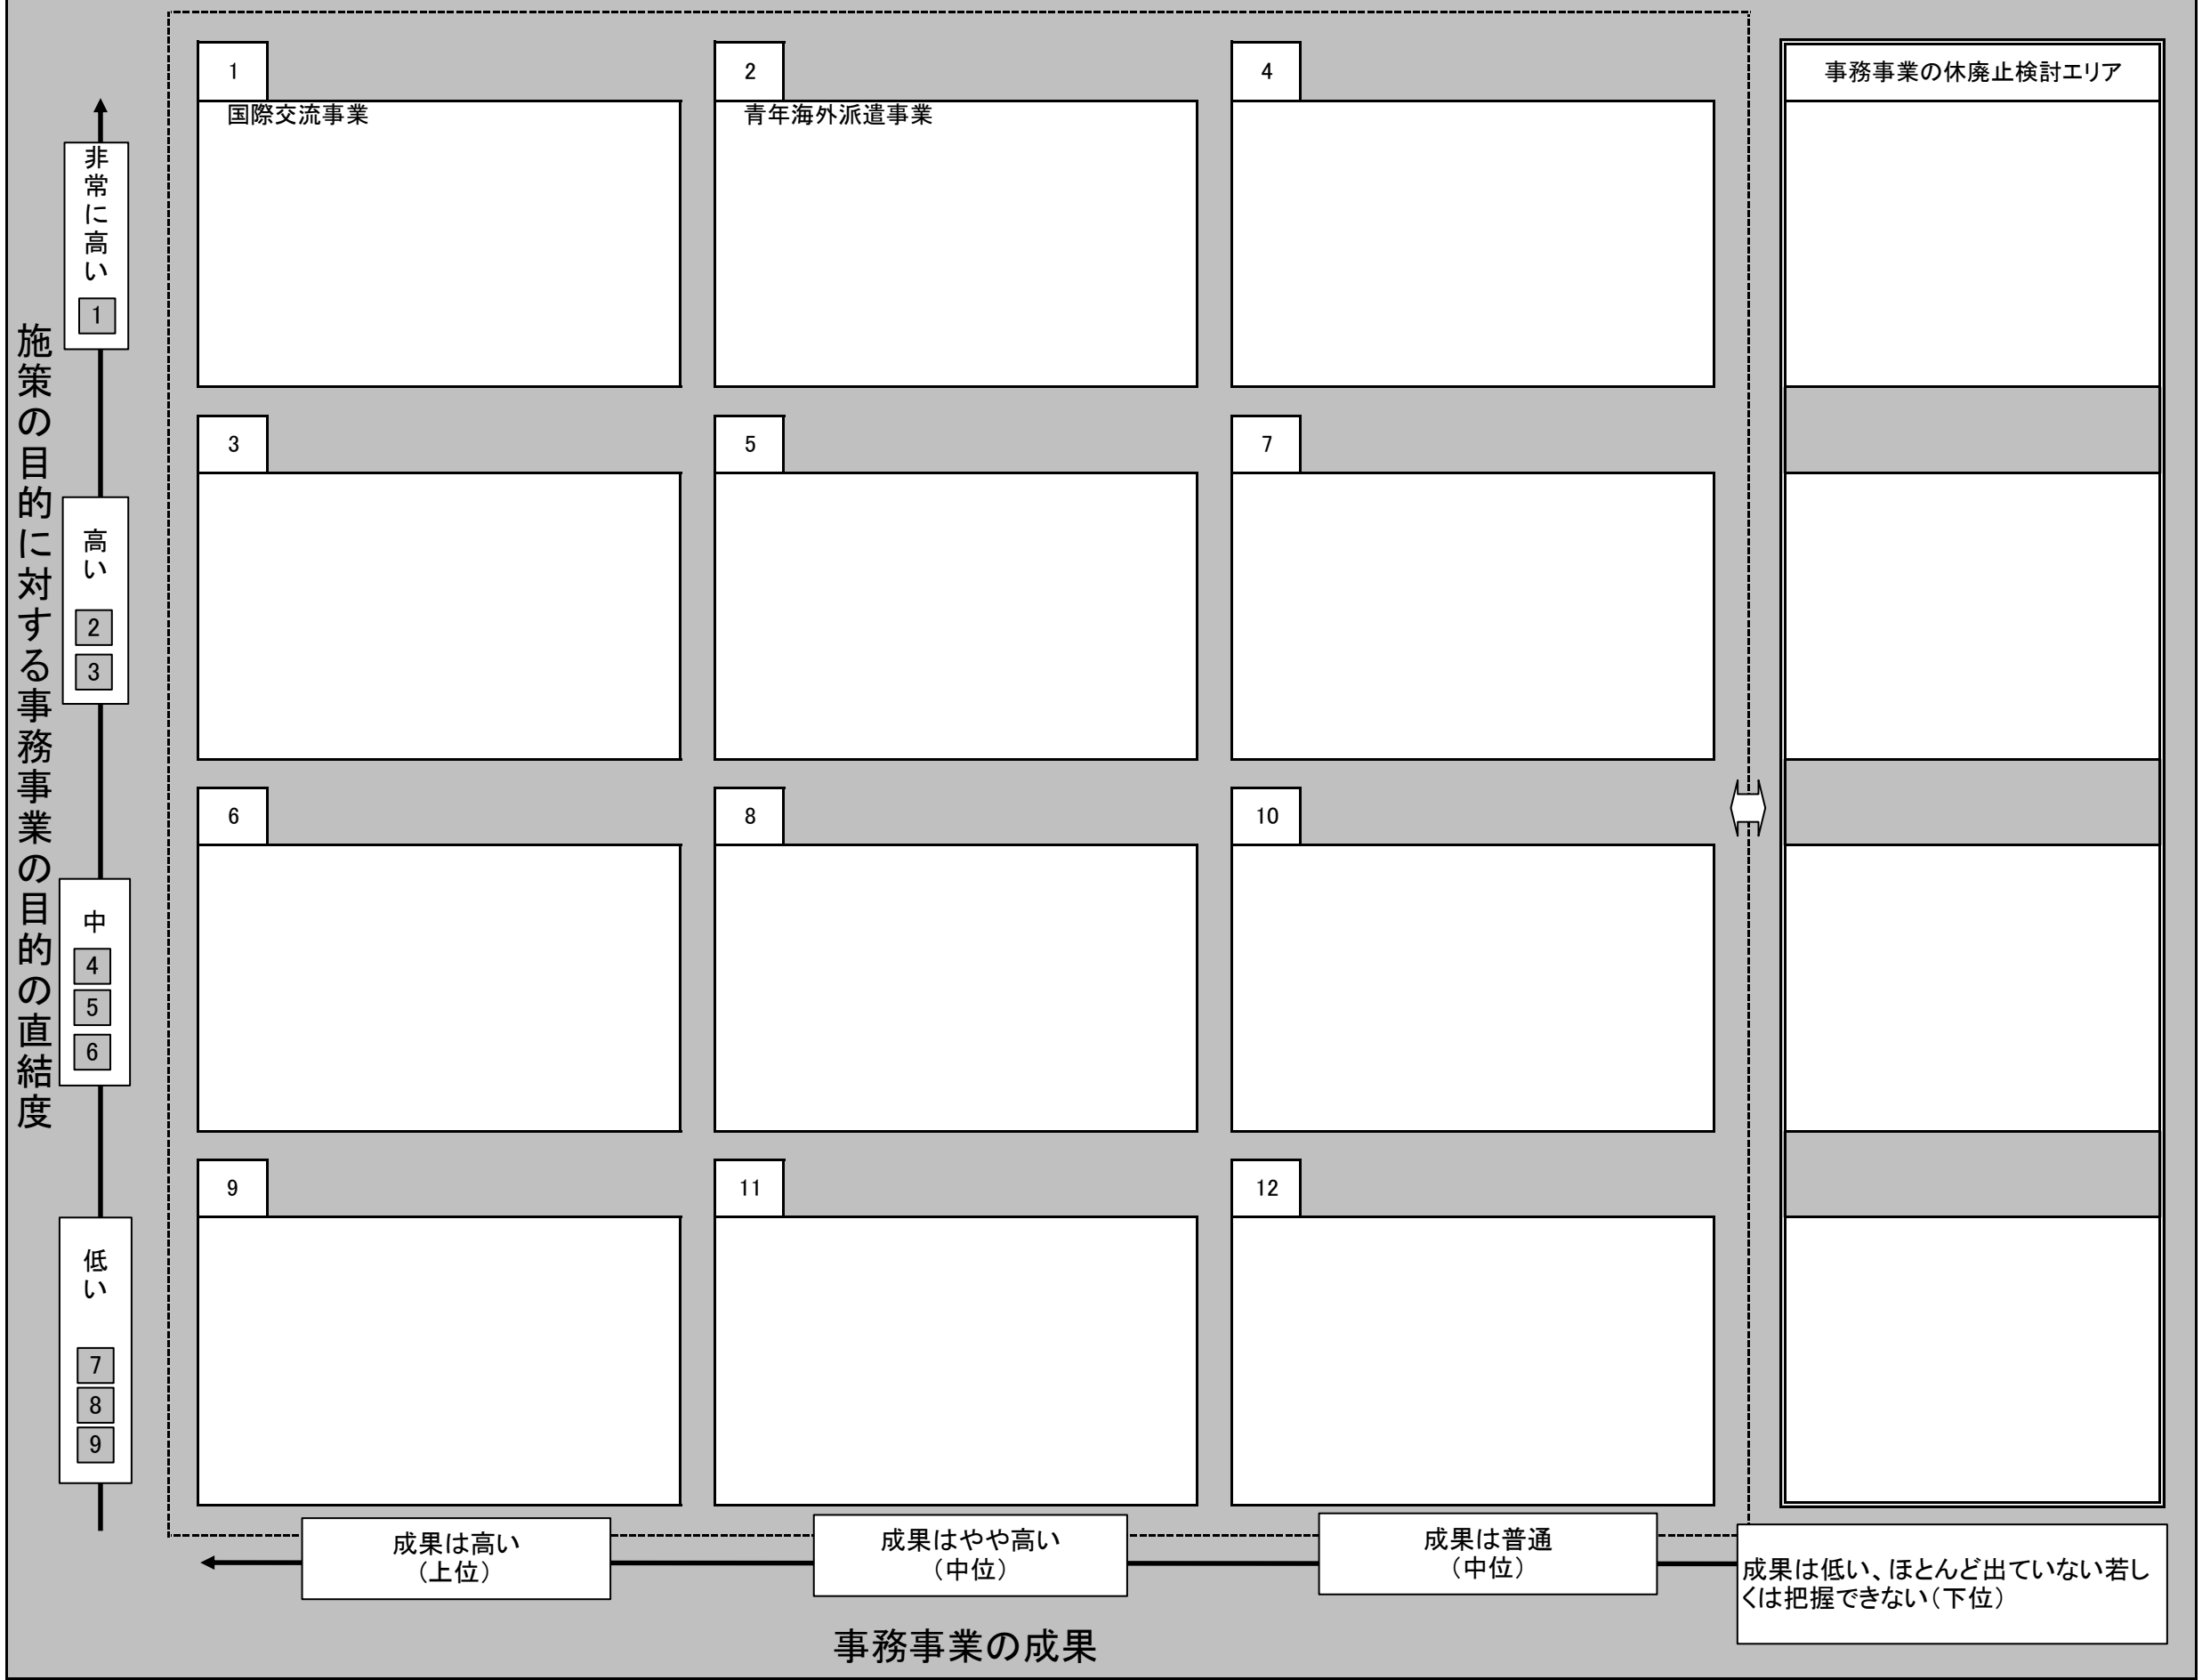 1
2
4
事務事業の休廃止検討エリア
国際交流事業
青年海外派遣事業
非常に高い
1
施策の目的に対する事務事業の目的の直結度
3
5
7
高い
2
3
6
8
10
中
4
5
6
9
11
12
低い
7
8
9
成果は高い
（上位）
成果はやや高い
（中位）
成果は普通
（中位）
成果は低い、ほとんど出ていない若し
くは把握できない（下位）
事務事業の成果